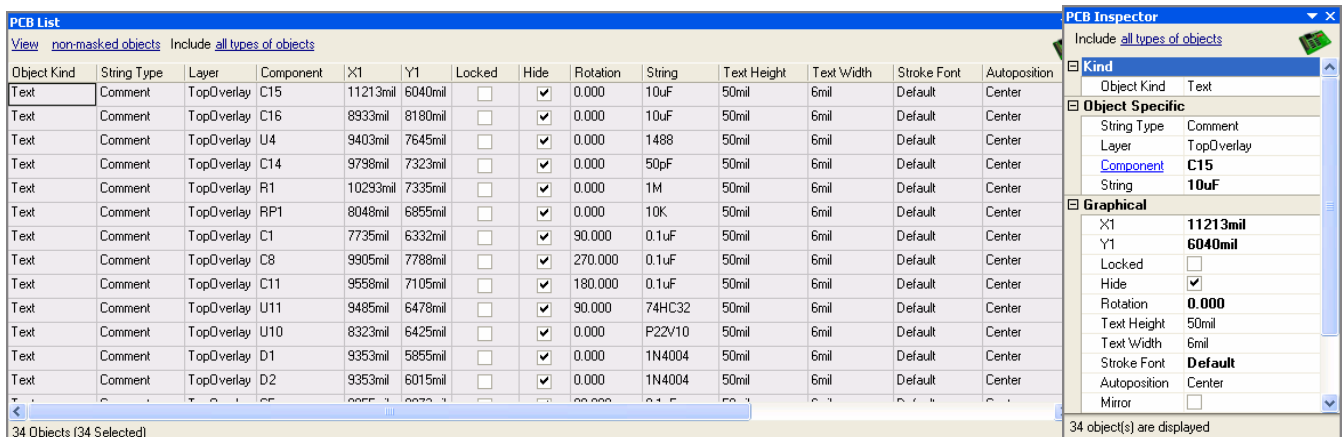 PCB List
View non-masked objects Include all types of objects
Object Kind String Type Layer Component X1 Y1 Locked Hide Rotation String Text Height Text Width Stroke Font Autoposition
Text Comment TopOverlay C15 11213mil 6040mil 0.000 10uF 50mil 6mil Default Center
Text Comment TopOverlay C16 8933mil 8180mil 0.000 10uF 50mil 6mil Default Center
Text Comment TopOverlay U4 9403mil 7645mil 0.000 1488 50mil 6mil Default Center
Text Comment TopOverlay C14 9798mil 7323mil 0.000 50pF 50mil 6mil Default Center
Text Comment TopOverlay R1 10293mil 7335mil 0.000 1M 50mil 6mil Default Center
Text Comment TopOverlay RP1 8048mil 6855mil 0.000 10K 50mil 6mil Default Center
Text Comment TopOverlay C1 7735mil 6332mil 90.000 0.1uF 50mil 6mil Default Center
Text Comment TopOverlay C8 9905mil 7788mil 270.000 0.1uF 50mil 6mil Default Center
Text Comment TopOverlay C11 9558mil 7105mil 180.000 0.1uF 50mil 6mil Default Center
Text Comment TopOverlay U11 9485mil 6478mil 90.000 74HC32 50mil 6mil Default Center
Text Comment TopOverlay U10 8323mil 6425mil 0.000 P22V10 50mil 6mil Default Center
Text Comment TopOverlay D1 9353mil 5855mil 0.000 1N4004 50mil 6mil Default Center
Text Comment TopOverlay D2 9353mil 6015mil 0.000 1N4004 50mil 6mil Default Center
34 Objects (34 Selected)
PCB Inspector
Include all types of objects
Kind
Object Kind Text
Object Specific
String Type Comment
Layer TopOverlay
Component C15
String 10uF
Graphical
X1 11213mil
Y1 6040mil
Locked
Hide
Rotation 0.000
Text Height 50mil
Text Width 6mil
Stroke Font Default
Autoposition Center
Mirror
34 object(s) are displayed